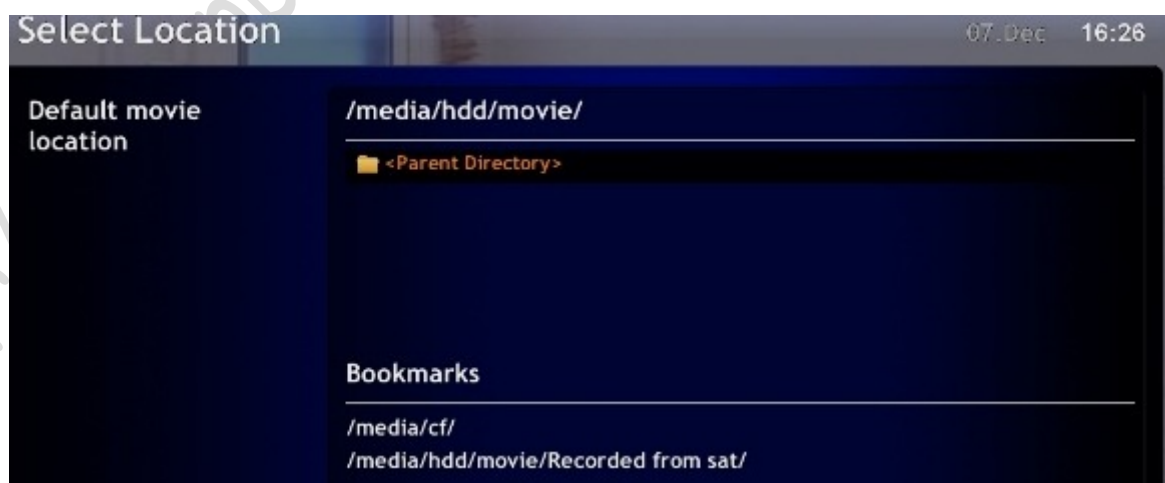 Select Location
07.Dec 16:26
Default movie
location
/media/hdd/movie/
<Parent Directory>
Bookmarks
/media/cf/
/media/hdd/movie/Recorded from sat/